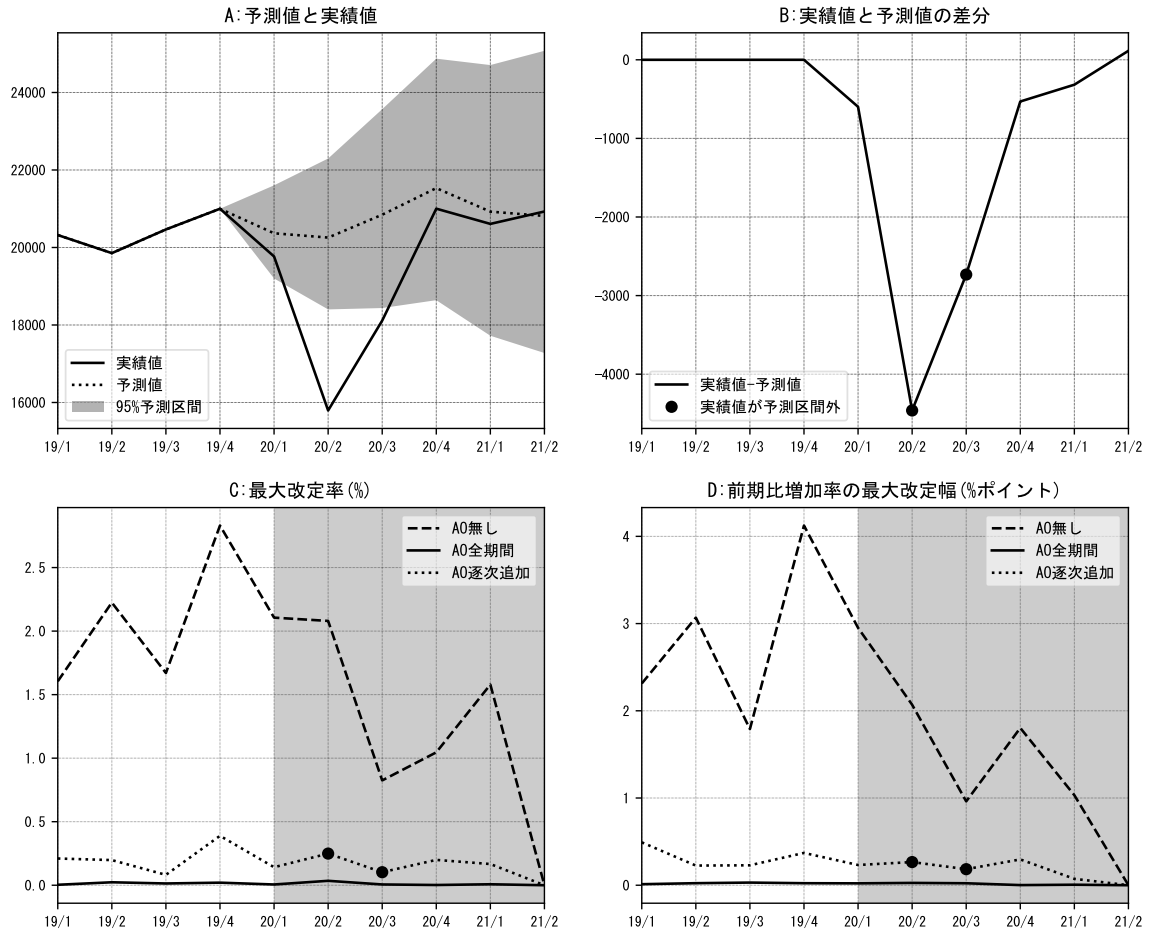 A:予測値と実績値
24000
22000
20000
18000
16000
実績値
予測値
95%予測区間
19/1 19/2 19/3 19/4 20/1 20/2 20/3 20/4 21/1 21/2
B:実績値と予測値の差分
0
−1000
−2000
−3000
−4000
実績値−予測値
実績値が予測区間外
19/1 19/2 19/3 19/4 20/1 20/2 20/3 20/4 21/1 21/2
C:最大改定率(%)
2.5
2.0
1.5
1.0
0.5
0.0
AO無し
AO全期間
AO逐次追加
19/1 19/2 19/3 19/4 20/1 20/2 20/3 20/4 21/1 21/2
D:前期比増加率の最大改定幅(%ポイント)
4
3
2
1
0
AO無し
AO全期間
AO逐次追加
19/1 19/2 19/3 19/4 20/1 20/2 20/3 20/4 21/1 21/2